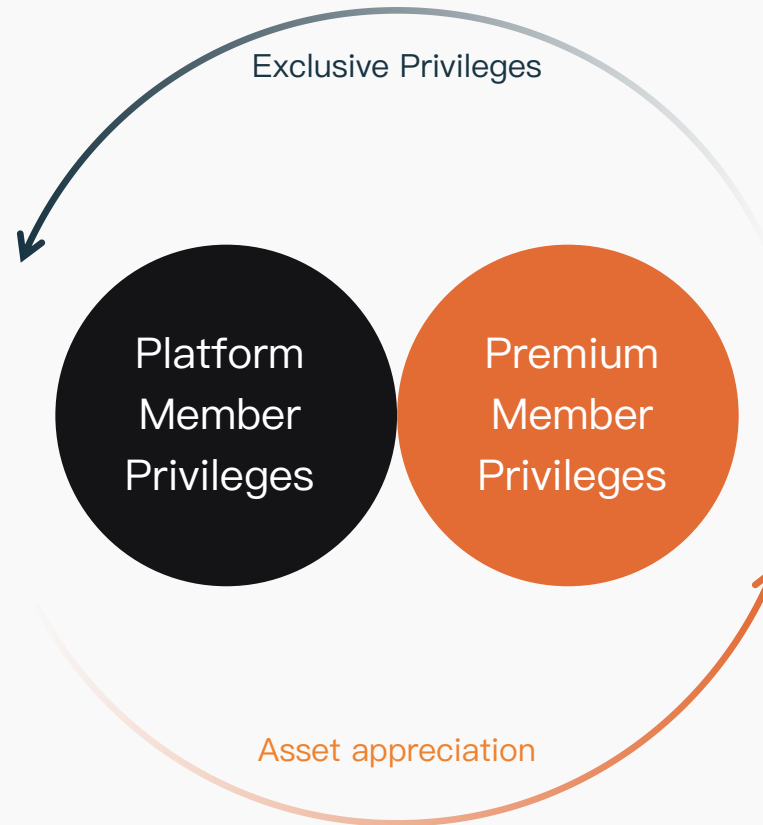 Exclusive Privileges
Platform
Member
Privileges
Premium
Member
Privileges
Asset appreciation